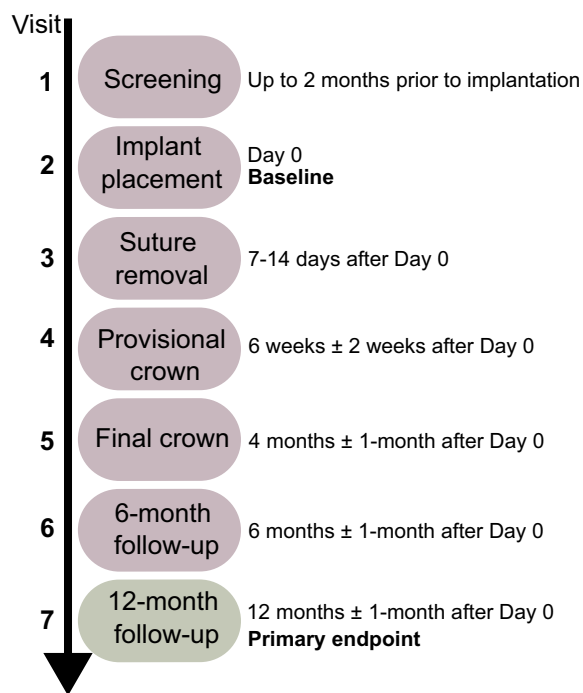 Visit
1
Screening
Up to 2 months prior to implantation
2
Implant
placement
Day 0
Baseline
3
Suture
removal
7-14 days after Day 0
4
Provisional
crown
6 weeks ± 2 weeks after Day 0
5
Final crown
4 months ± 1-month after Day 0
6
6-month
follow-up
6 months ± 1-month after Day 0
7
12-month
follow-up
12 months ± 1-month after Day 0
Primary endpoint